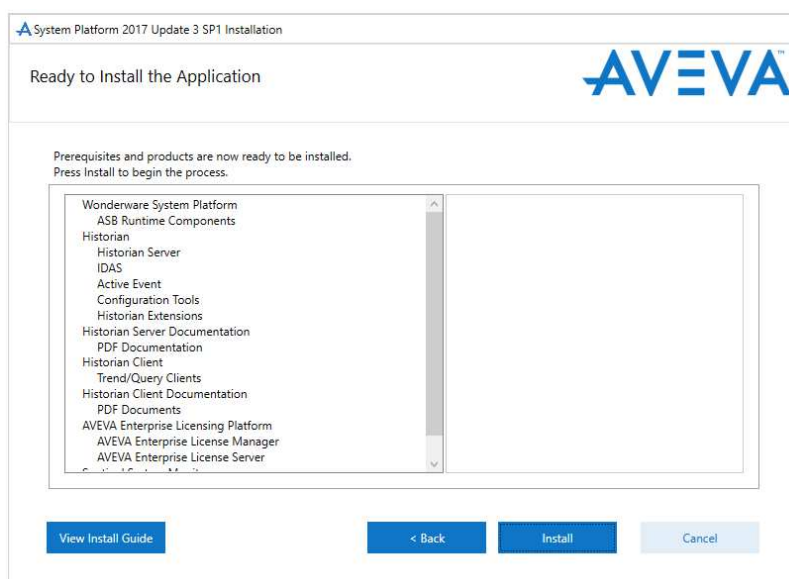 System Platform 2017 Update 3 SP1 Installation
Ready to Install the Application
AVEVA™
Prerequisites and products are now ready to be installed.
Press Install to begin the process.
Wonderware System Platform
ASB Runtime Components
Historian
Historian Server
IDAS
Active Event
Configuration Tools
Historian Extensions
Historian Server Documentation
PDF Documentation
Historian Client
Trend/Query Clients
Historian Client Documentation
PDF Documents
AVEVA Enterprise Licensing Platform
AVEVA Enterprise License Manager
AVEVA Enterprise License Server
View Install Guide
< Back
Install
Cancel